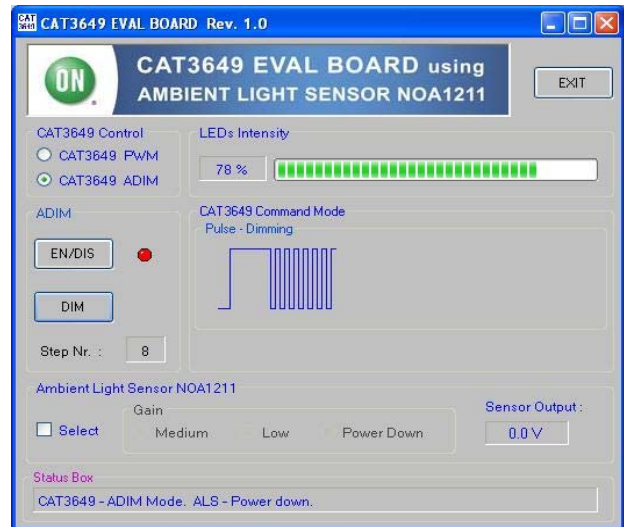 CAT
3649
CAT3649 EVAL BOARD Rev. 1.0
ON
CAT3649 EVAL BOARD using
AMBIENT LIGHT SENSOR NOA1211
EXIT
CAT3649 Control
CAT3649 PWM
CAT3649 ADIM
LEDs Intensity
78 %
ADIM
EN/DIS
DIM
Step Nr. :
8
CAT3649 Command Mode
Pulse - Dimming
Ambient Light Sensor NOA1211
Select
Gain
Medium
Low
Power Down
Sensor Output :
0.0 V
Status Box
CAT3649 - ADIM Mode. ALS - Power down.